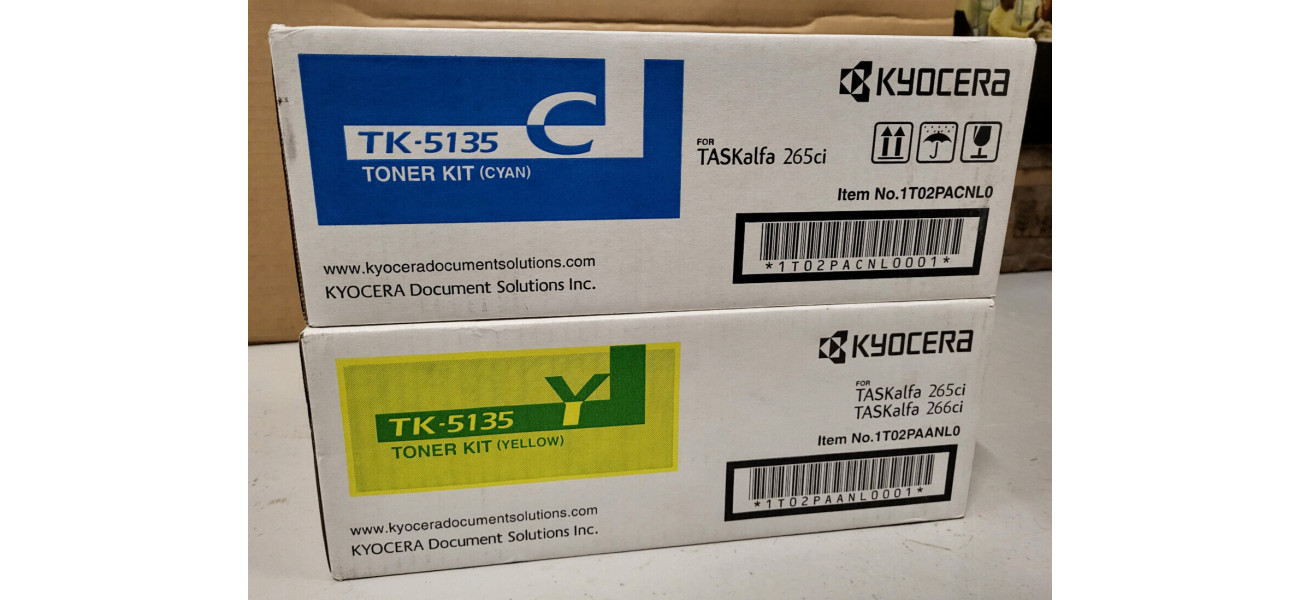 KYOCERA
C
TK-5135
TONER KIT (CYAN)
FOR
TASKalfa 265ci
Item No.1T02PACNL0
*1T02PACNL0001*
www.kyoceradocumentsolutions.com
KYOCERA Document Solutions Inc.
KYOCERA
Y
TK-5135
TONER KIT (YELLOW)
FOR
TASKalfa 265ci
TASKalfa 266ci
Item No.1T02PAANL0
*1T02PAANL0001*
www.kyoceradocumentsolutions.com
KYOCERA Document Solutions Inc.